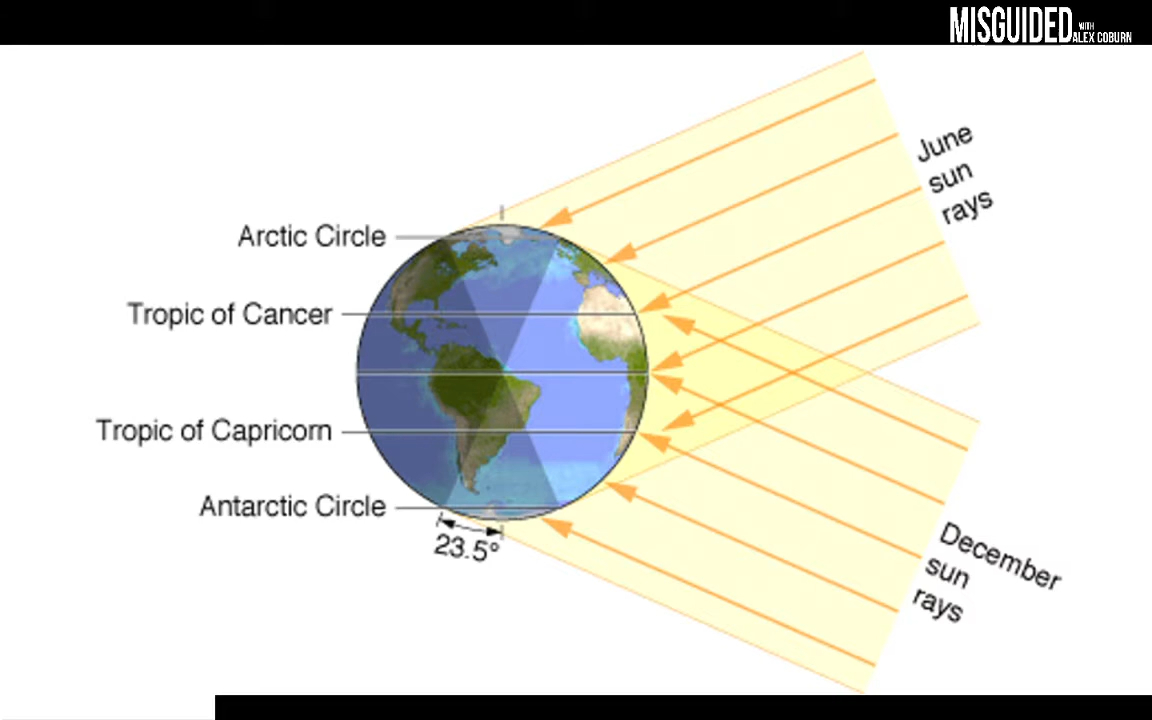 MISGUIDED WITH ALEX COBURN
June
sun
rays
Arctic Circle
Tropic of Cancer
Tropic of Capricorn
Antarctic Circle
23.5°
December
sun
rays